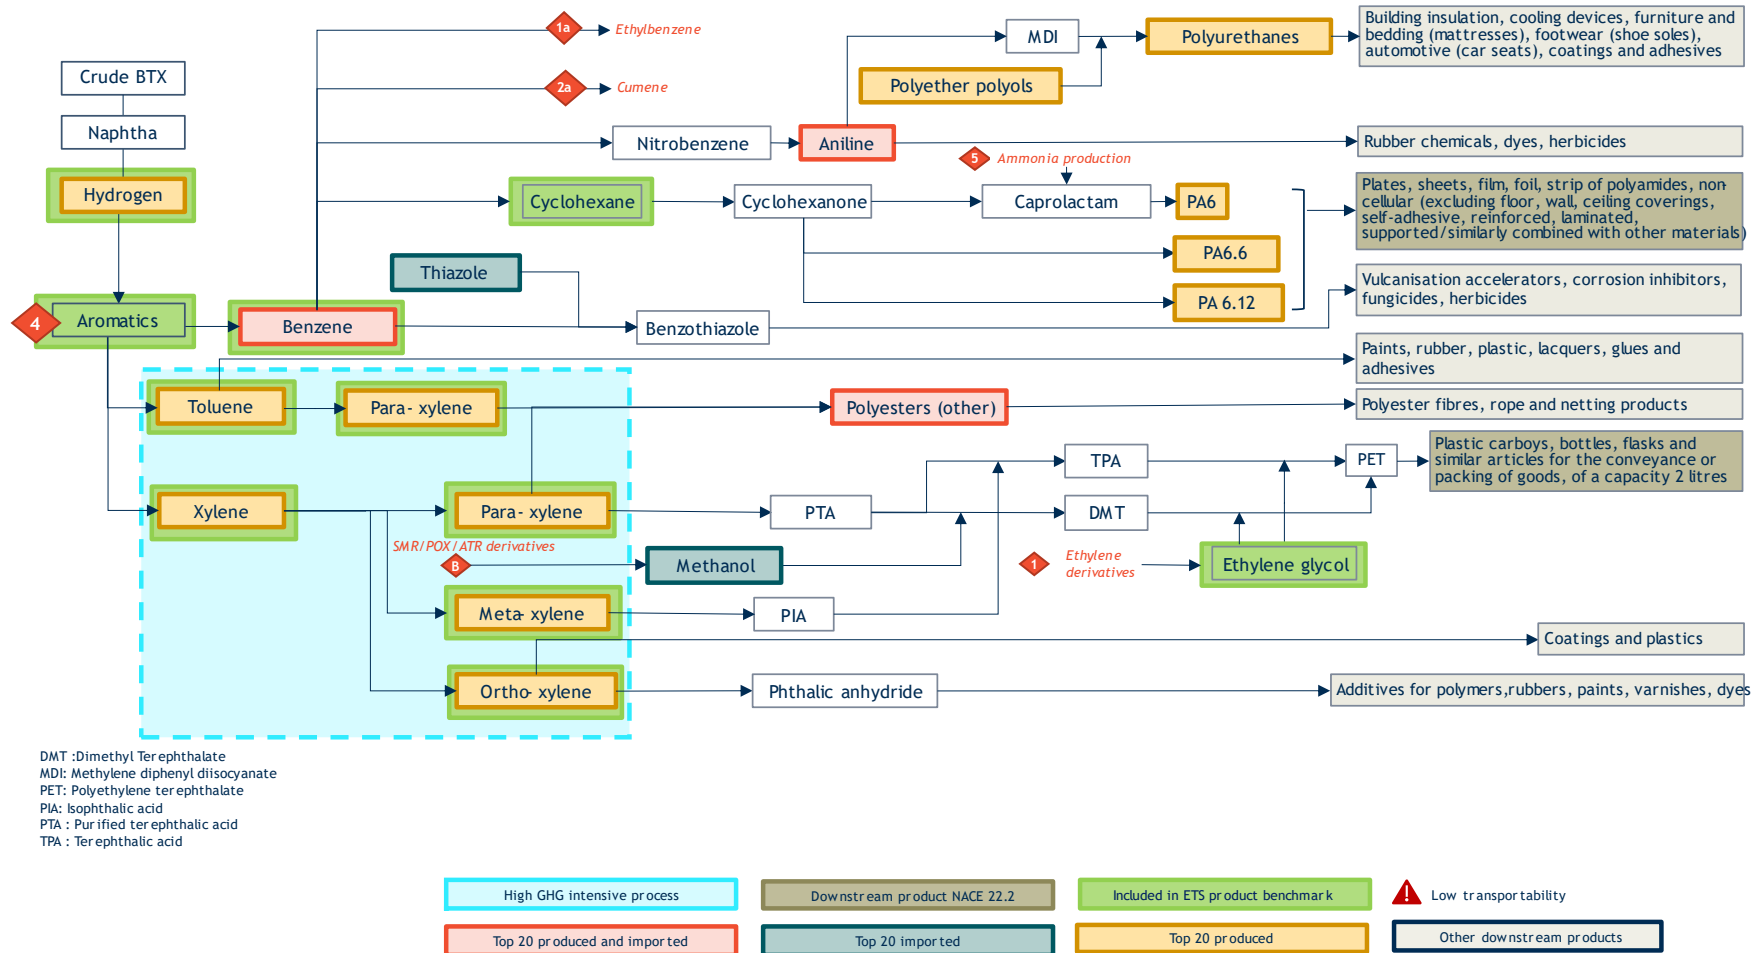 1a
Ethylbenzene
MDI
Polyurethanes
Building insulation, cooling devices, furniture and
bedding (mattresses), footwear (shoe soles),
automotive (car seats), coatings and adhesives
Crude BTX
2a
Cumene
Polyether polyols
Naphtha
Nitrobenzene
Aniline
Rubber chemicals, dyes, herbicides
5
Ammonia production
Hydrogen
Cyclohexane
Cyclohexanone
Caprolactam
PA6
Plates, sheets, film, foil, strip of polyamides, non-
cellular (excluding floor, wall, ceiling coverings,
self-adhesive, reinforced, laminated,
supported/similarly combined with other materials)
PA6.6
Thiazole
PA 6.12
Vulcanisation accelerators, corrosion inhibitors,
fungicides, herbicides
4
Aromatics
Benzene
Benzothiazole
Paints, rubber, plastic, lacquers, glues and
adhesives
Toluene
Para- xylene
Polyesters (other)
Polyester fibres, rope and netting products
TPA
PET
Plastic carboys, bottles, flasks and
similar articles for the conveyance or
packing of goods, of a capacity 2 litres
Xylene
Para- xylene
PTA
DMT
SMR/POX/ATR derivatives
B
Methanol
1
Ethylene
derivatives
Ethylene glycol
Meta- xylene
PIA
Coatings and plastics
Ortho- xylene
Phthalic anhydride
Additives for polymers,rubbers, paints, varnishes, dyes
DMT :Dimethyl Terephthalate
MDI: Methylene diphenyl diisocyanate
PET: Polyethylene terephthalate
PIA: Isophthalic acid
PTA : Purified terephthalic acid
TPA : Terephthalic acid
High GHG intensive process
Downstream product NACE 22.2
Included in ETS product benchmark
! Low transportability
Top 20 produced and imported
Top 20 imported
Top 20 produced
Other downstream products